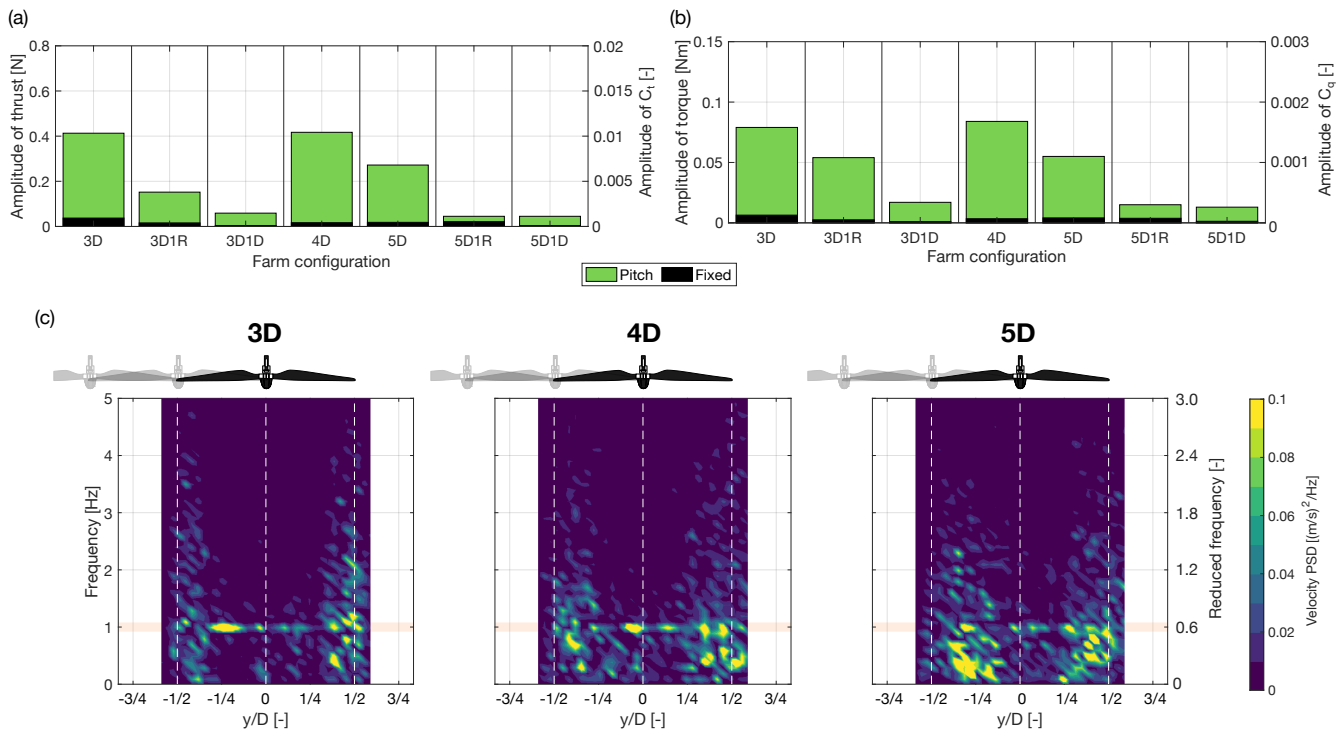 (a)
0.8
0.6
0.4
0.2
0
Amplitude of thrust [N]
0.02
0.015
0.01
0.005
0
Amplitude of Cₜ [-]
3D 3D1R 3D1D 4D 5D 5D1R 5D1D
Farm configuration
(b)
0.15
0.1
0.05
0
Amplitude of torque [Nm]
0.003
0.002
0.001
0
Amplitude of C_q [-]
3D 3D1R 3D1D 4D 5D 5D1R 5D1D
Farm configuration
Pitch Fixed
(c)
3D 4D 5D
5
4
3
2
1
0
Frequency [Hz]
-3/4 -1/2 -1/4 0 1/4 1/2 3/4
y/D [-]
-3/4 -1/2 -1/4 0 1/4 1/2 3/4
y/D [-]
-3/4 -1/2 -1/4 0 1/4 1/2 3/4
y/D [-]
3.0
2.4
1.8
1.2
0.6
0
Reduced frequency [-]
0.1
0.08
0.06
0.04
0.02
0
Velocity PSD [(m/s)²/Hz]